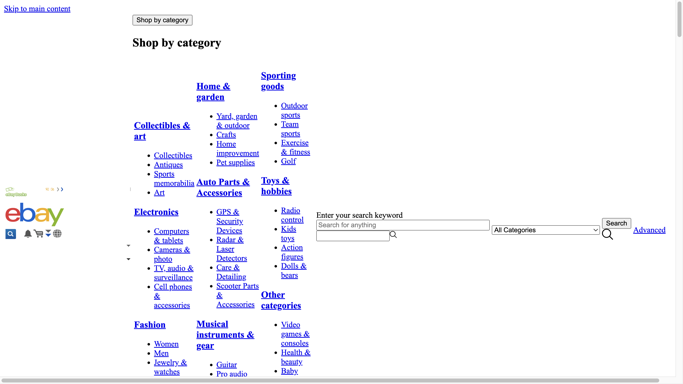 Skip to main content
Shop by category
Shop by category
Collectibles &
art
Collectibles
Antiques
Sports
memorabilia
Art
Electronics
Computers
& tablets
Cameras &
photo
TV, audio &
surveillance
Cell phones
&
accessories
Fashion
Women
Men
Jewelry &
watches
Home &
garden
Yard, garden
& outdoor
Crafts
Home
improvement
Pet supplies
Auto Parts &
Accessories
GPS &
Security
Devices
Radar &
Laser
Detectors
Care &
Detailing
Scooter Parts
&
Accessories
Musical
instruments &
gear
Guitar
Pro audio
Sporting
goods
Outdoor
sports
Team
sports
Exercise
& fitness
Golf
Toys &
hobbies
Radio
control
Kids
toys
Action
figures
Dolls &
bears
Other
categories
Video
games &
consoles
Health &
beauty
Baby
ebay
Enter your search keyword
Search for anything
All Categories
Search
Advanced